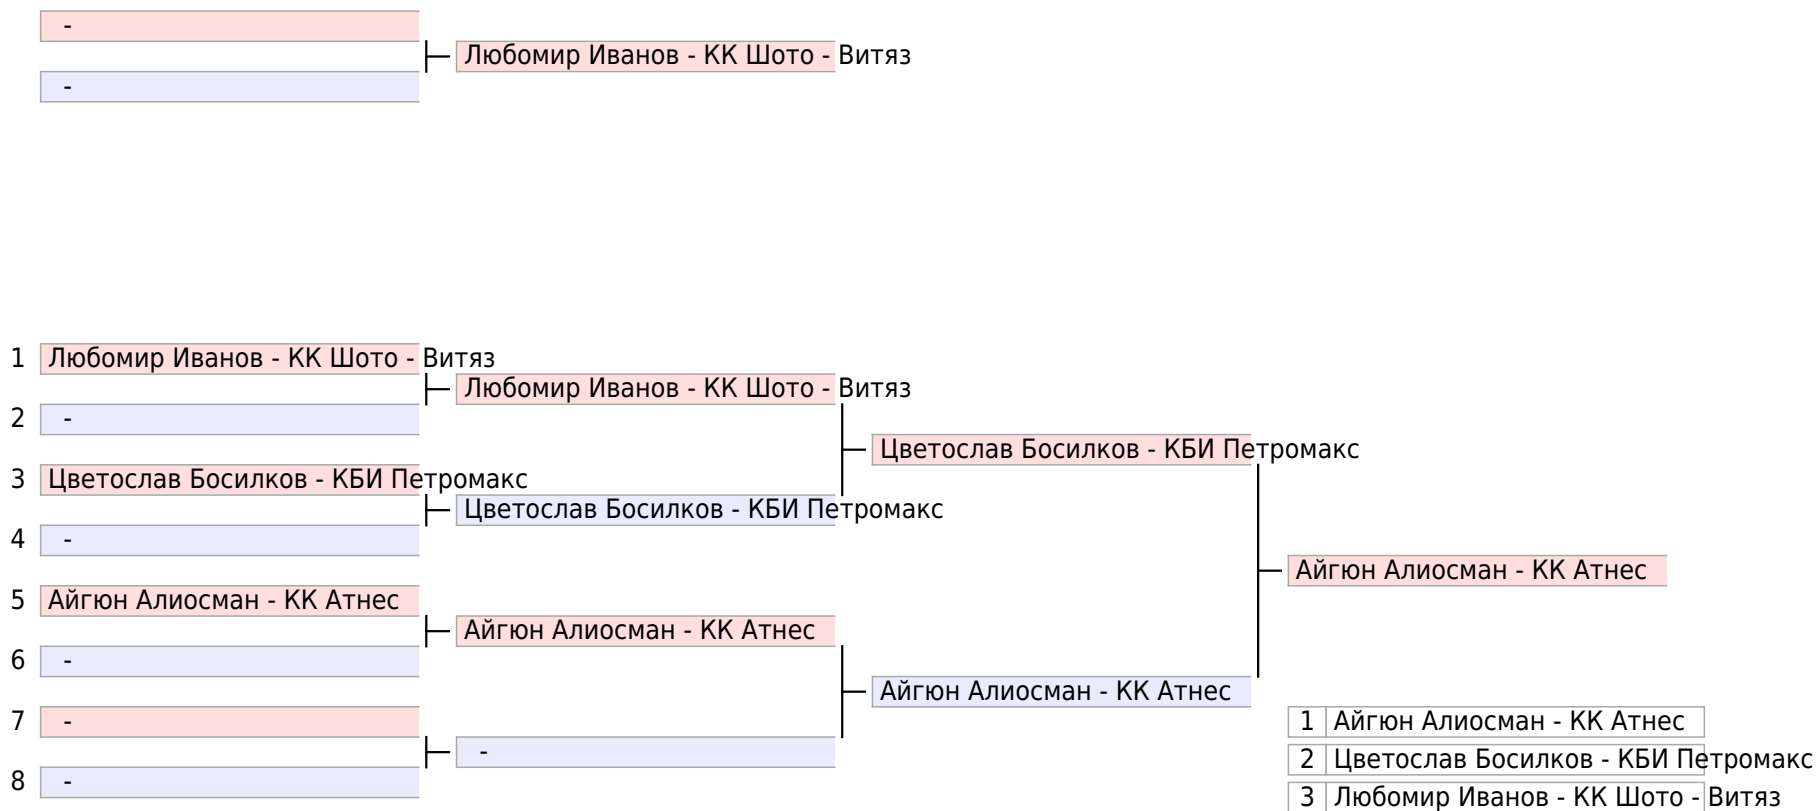 -
Любомир Иванов - КК Шото - Витяз
-
1 Любомир Иванов - КК Шото - Витяз
Любомир Иванов - КК Шото - Витяз
2 -
Цветослав Босилков - КБИ Петромакс
3 Цветослав Босилков - КБИ Петромакс
Цветослав Босилков - КБИ Петромакс
4 -
Айгюн Алиосман - КК Атнес
5 Айгюн Алиосман - КК Атнес
Айгюн Алиосман - КК Атнес
6 -
Айгюн Алиосман - КК Атнес
7 -
-
8 -
1 Айгюн Алиосман - КК Атнес
2 Цветослав Босилков - КБИ Петромакс
3 Любомир Иванов - КК Шото - Витяз